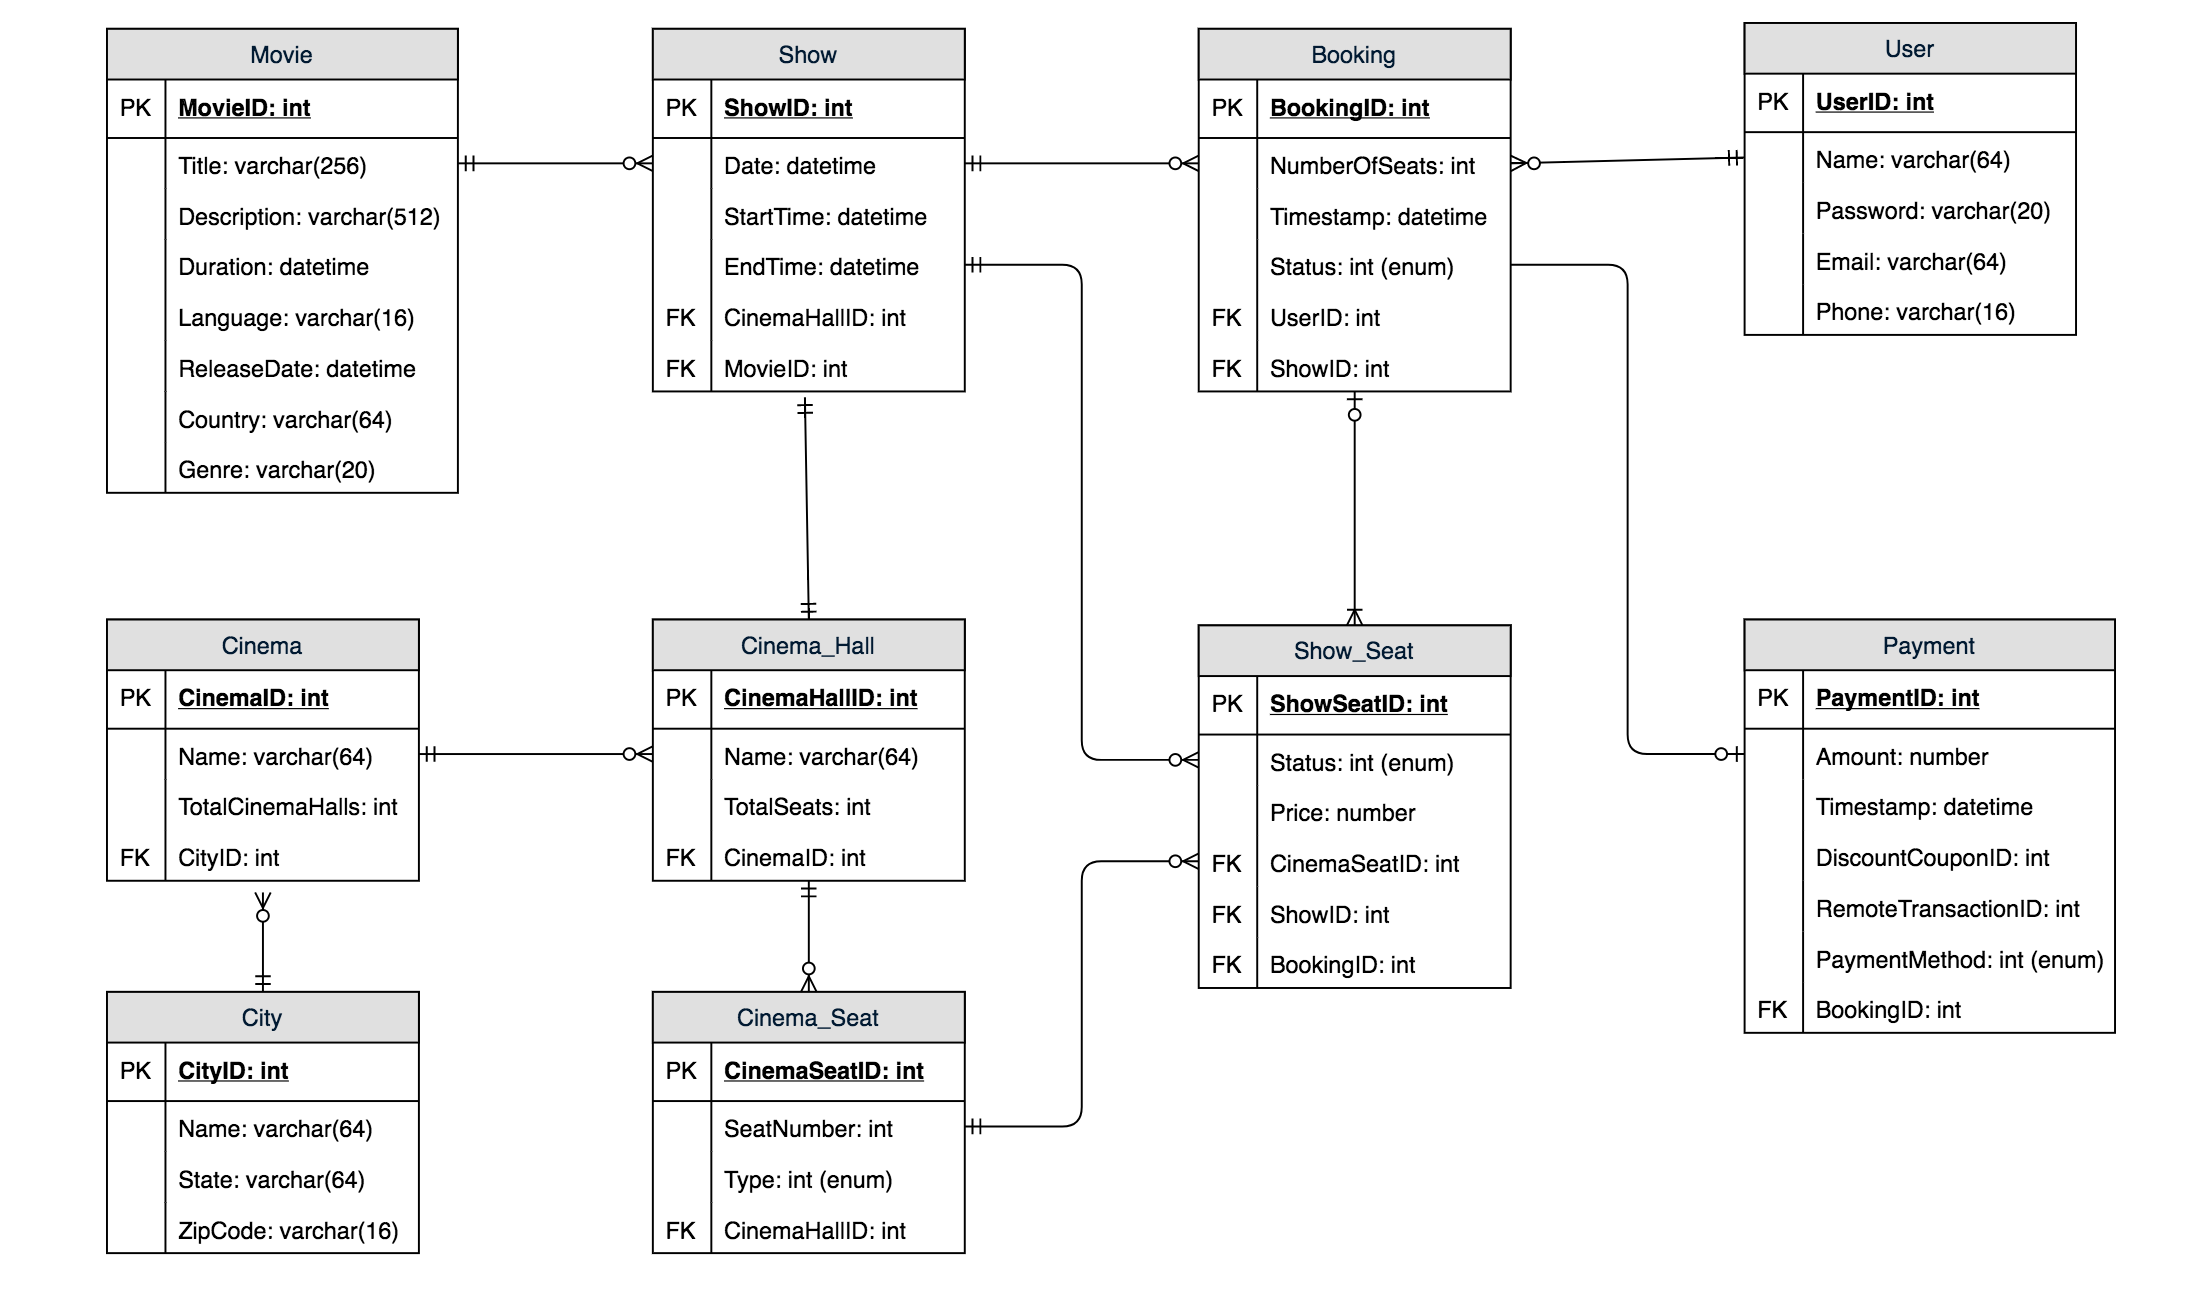 Movie
PK MovieID: int
Title: varchar(256)
Description: varchar(512)
Duration: datetime
Language: varchar(16)
ReleaseDate: datetime
Country: varchar(64)
Genre: varchar(20)
Show
PK ShowID: int
Date: datetime
StartTime: datetime
EndTime: datetime
FK CinemaHallID: int
FK MovieID: int
Booking
PK BookingID: int
NumberOfSeats: int
Timestamp: datetime
Status: int (enum)
FK UserID: int
FK ShowID: int
User
PK UserID: int
Name: varchar(64)
Password: varchar(20)
Email: varchar(64)
Phone: varchar(16)
Cinema
PK CinemaID: int
Name: varchar(64)
TotalCinemaHalls: int
FK CityID: int
Cinema_Hall
PK CinemaHallID: int
Name: varchar(64)
TotalSeats: int
FK CinemaID: int
Show_Seat
PK ShowSeatID: int
Status: int (enum)
Price: number
FK CinemaSeatID: int
FK ShowID: int
FK BookingID: int
Payment
PK PaymentID: int
Amount: number
Timestamp: datetime
DiscountCouponID: int
RemoteTransactionID: int
PaymentMethod: int (enum)
FK BookingID: int
City
PK CityID: int
Name: varchar(64)
State: varchar(64)
ZipCode: varchar(16)
Cinema_Seat
PK CinemaSeatID: int
SeatNumber: int
Type: int (enum)
FK CinemaHallID: int